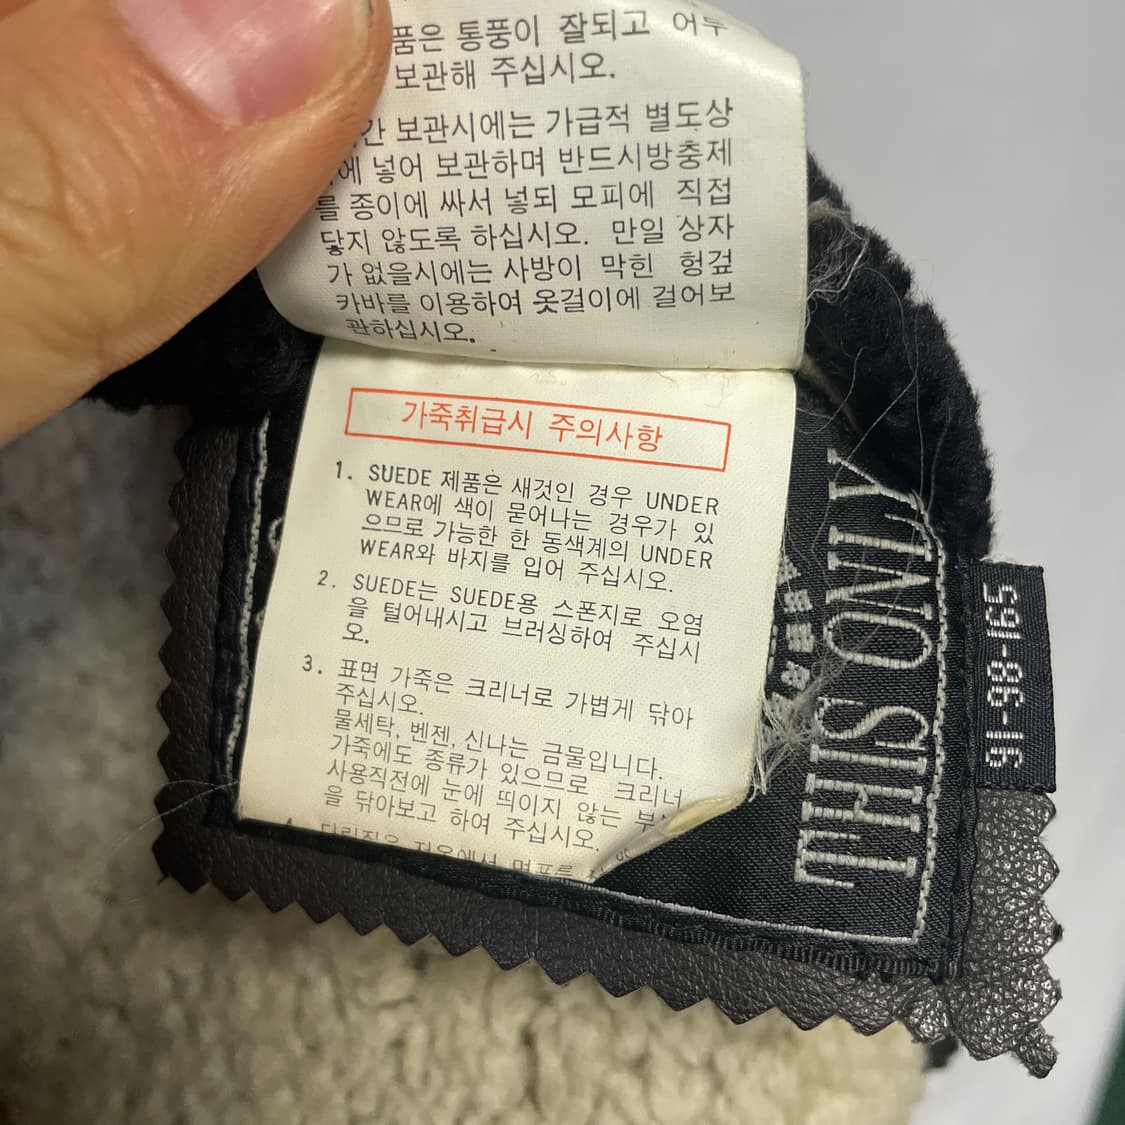 품은 통풍이 잘되고 어두
보관해 주십시오.
간 보관시에는 가급적 별도상
에 넣어 보관하며 반드시방충제
를 종이에 싸서 넣되 모피에 직접
닿지 않도록 하십시오. 만일 상자
가 없을시에는 사방이 막힌 헝겊
카바를 이용하여 옷걸이에 걸어보
관하십시오.
가죽취급시 주의사항
1. SUEDE 제품은 새것인 경우 UNDER
WEAR에 색이 묻어나는 경우가 있
으므로 가능한 한 동색계의 UNDER
WEAR와 바지를 입어 주십시오.
2. SUEDE는 SUEDE용 스폰지로 오염
을 털어내시고 브러싱하여 주십시
오.
3. 표면 가죽은 크리너로 가볍게 닦아
주십시오.
물세탁, 벤젠, 신나는 금물입니다.
가죽에도 종류가 있으므로 크리너
사용직전에 눈에 띄이지 않는 부
을 닦아보고 하여 주십시오.
THIS ONLY
91-98-165